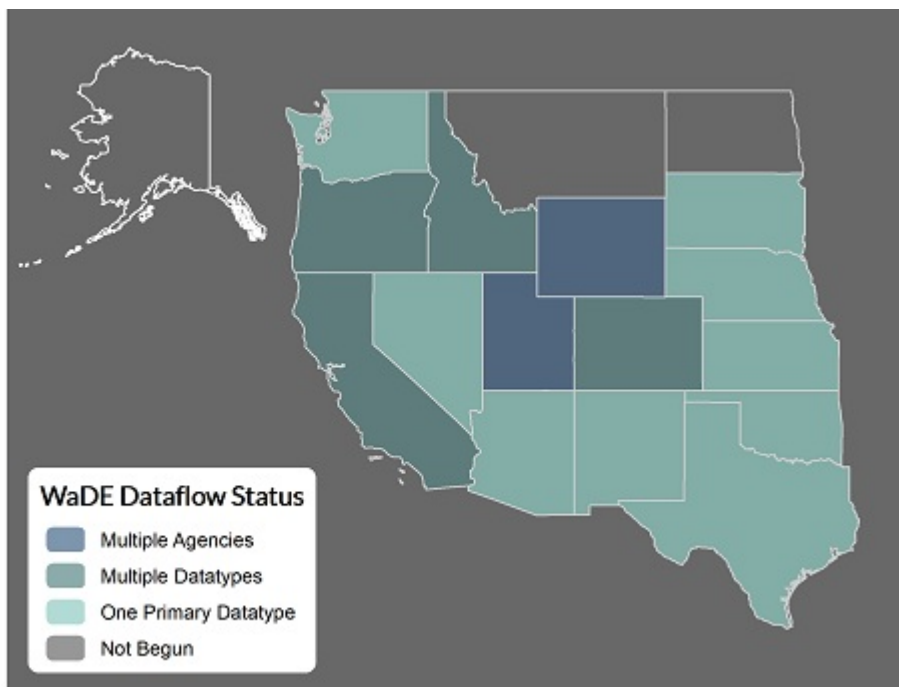 WaDE Dataflow Status
Multiple Agencies
Multiple Datatypes
One Primary Datatype
Not Begun